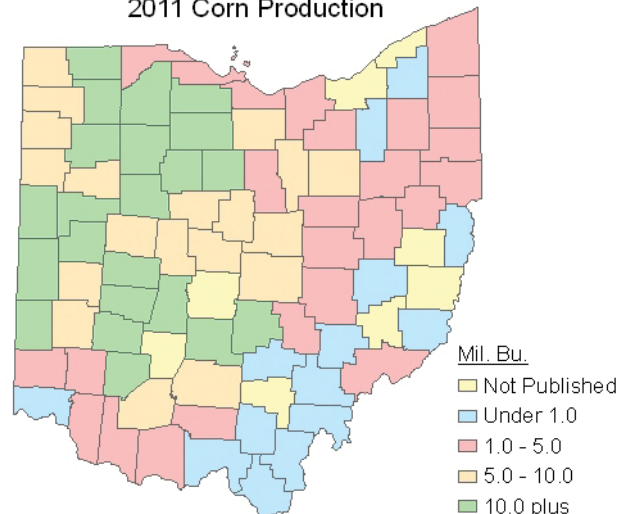 2011 Corn Production
Mil. Bu.
Not Published
Under 1.0
1.0 - 5.0
5.0 - 10.0
10.0 plus